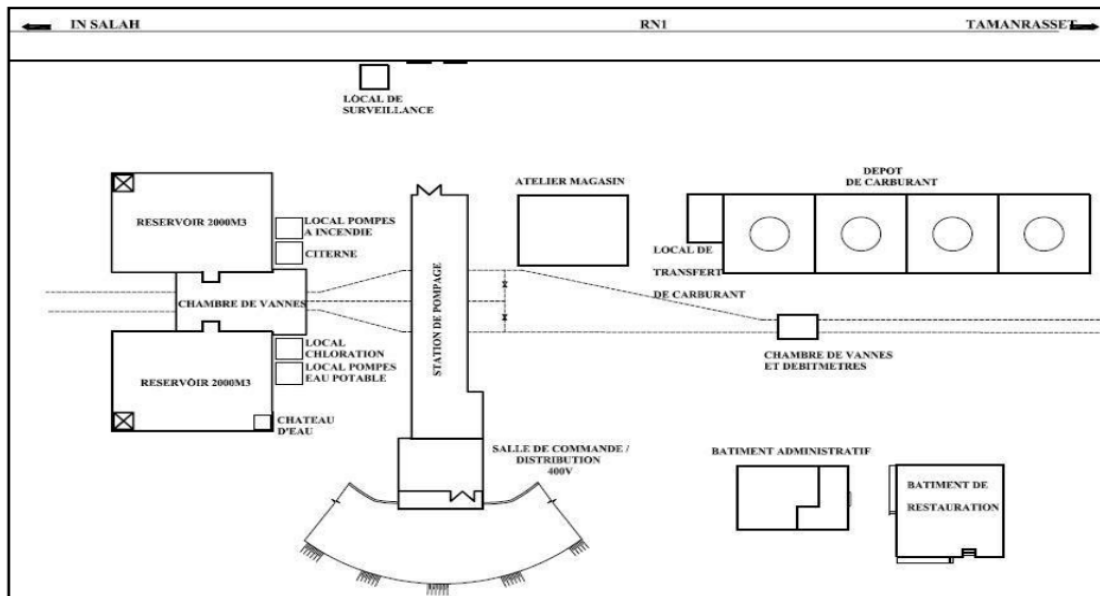 IN SALAH
RN1
TAMANRASSET
LOCAL DE
SURVEILLANCE
RESERVOIR 2000M3
LOCAL POMPES
A INCENDIE
CITERNE
CHAMBRE DE VANNES
LOCAL
CHLORATION
LOCAL POMPES
EAU POTABLE
RESERVOIR 2000M3
CHATEAU
D'EAU
STATION DE POMPAGE
ATELIER MAGASIN
DEPOT
DE CARBURANT
LOCAL DE
TRANSFERT
DE CARBURANT
CHAMBRE DE VANNES
ET DEBITMETRES
SALLE DE COMMANDE /
DISTRIBUTION
400V
BATIMENT ADMINISTRATIF
BATIMENT DE
RESTAURATION